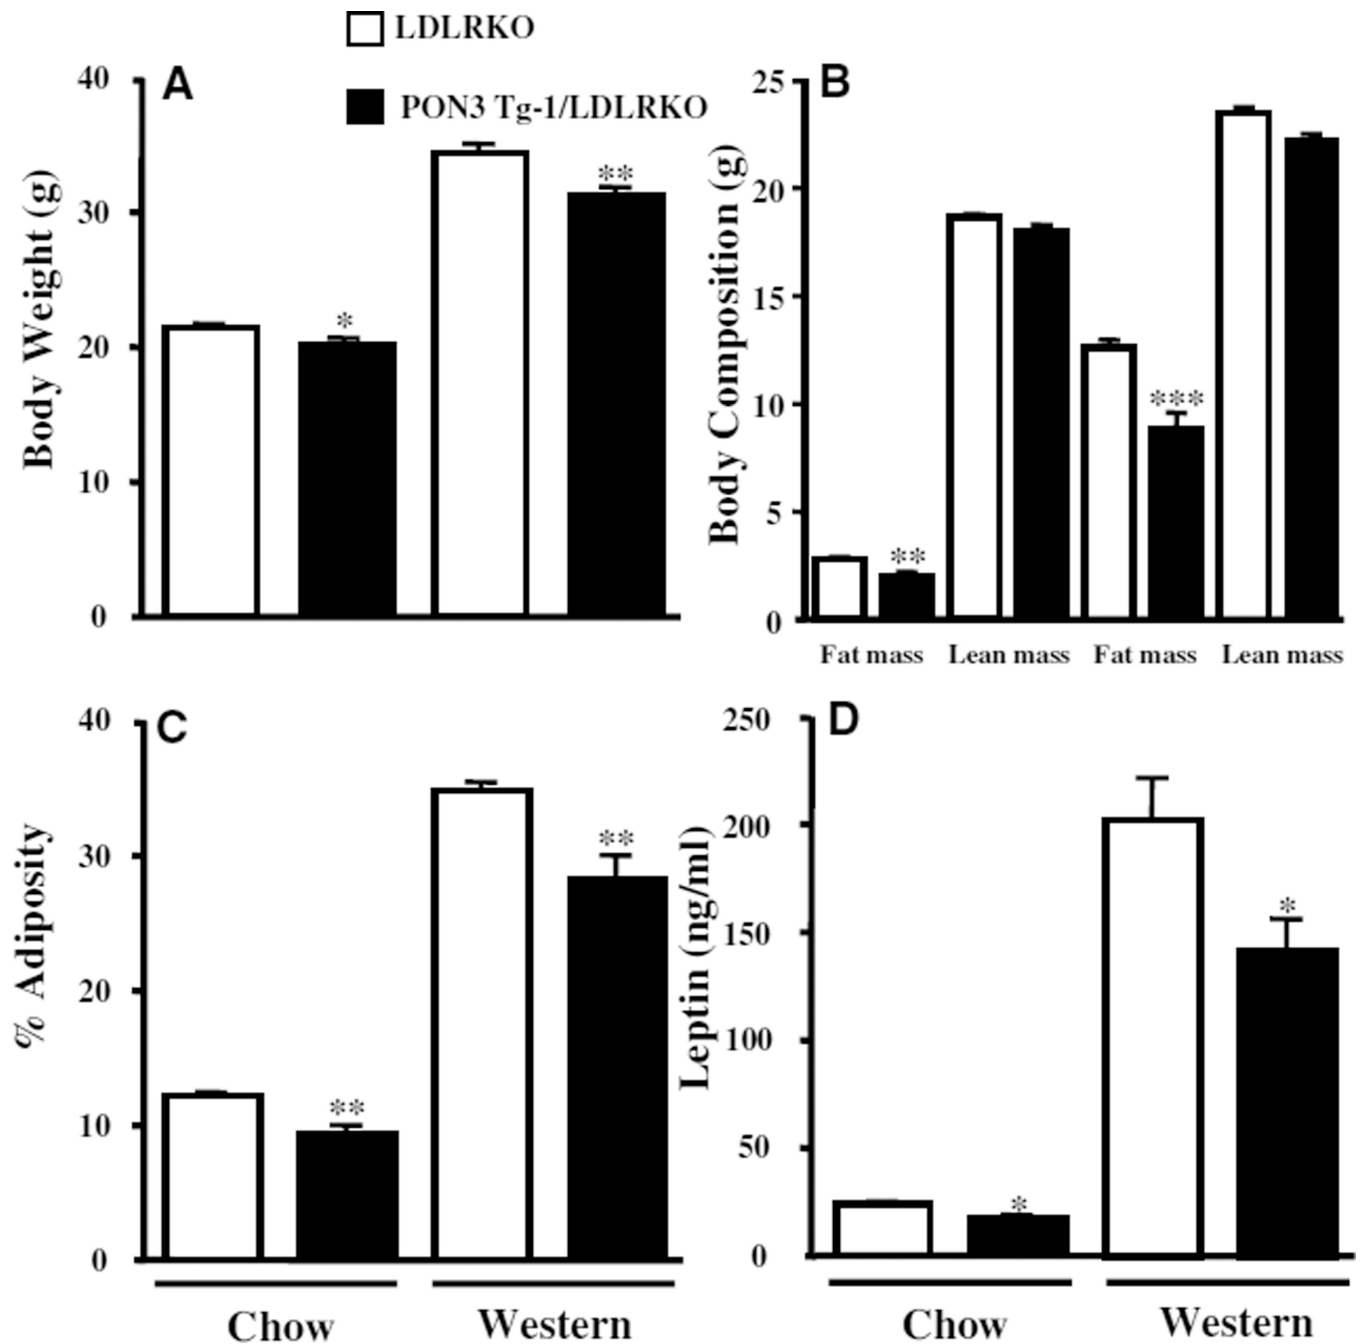 LDLRKO
PON3 Tg-1/LDLRKO
A
Body Weight (g)
40
30
20
10
0
*
**
B
Body Composition (g)
25
20
15
10
5
0
**
***
Fat mass Lean mass Fat mass Lean mass
C
% Adiposity
40
30
20
10
0
**
**
Chow Western
D
Leptin (ng/ml)
250
200
150
100
50
0
*
*
Chow Western